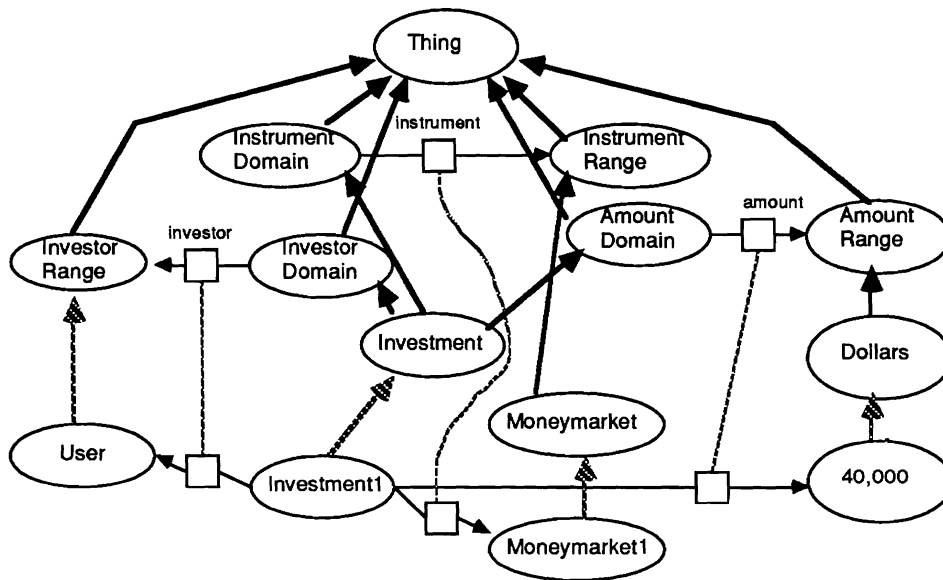 Thing
Instrument
Domain
instrument
Instrument
Range
Investor
Range
investor
Investor
Domain
Amount
Domain
amount
Amount
Range
Investment
Dollars
Moneymarket
User
Investment1
40,000
Moneymarket1